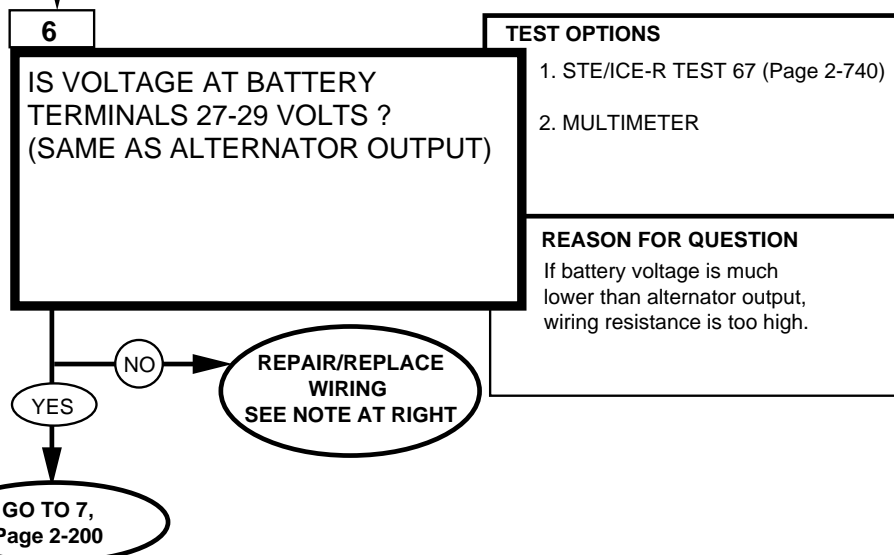 6
IS VOLTAGE AT BATTERY
TERMINALS 27-29 VOLTS ?
(SAME AS ALTERNATOR OUTPUT)
TEST OPTIONS
1. STE/ICE-R TEST 67 (Page 2-740)
2. MULTIMETER
REASON FOR QUESTION
If battery voltage is much
lower than alternator output,
wiring resistance is too high.
NO
REPAIR/REPLACE
WIRING
SEE NOTE AT RIGHT
YES
GO TO 7,
Page 2-200